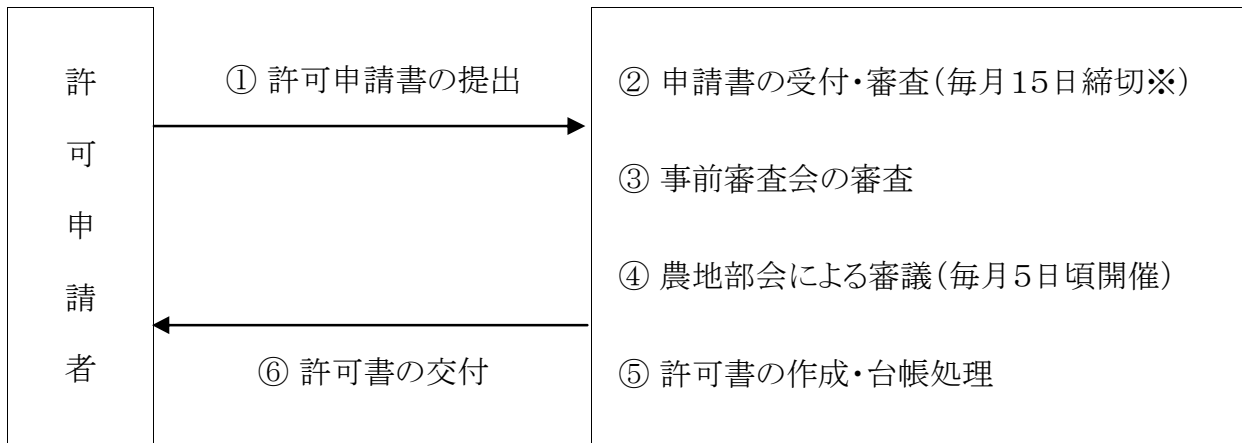 許可申請者
① 許可申請書の提出
② 申請書の受付・審査(毎月15日締切※)
③ 事前審査会の審査
④ 農地部会による審議(毎月5日頃開催)
⑤ 許可書の作成・台帳処理
⑥ 許可書の交付